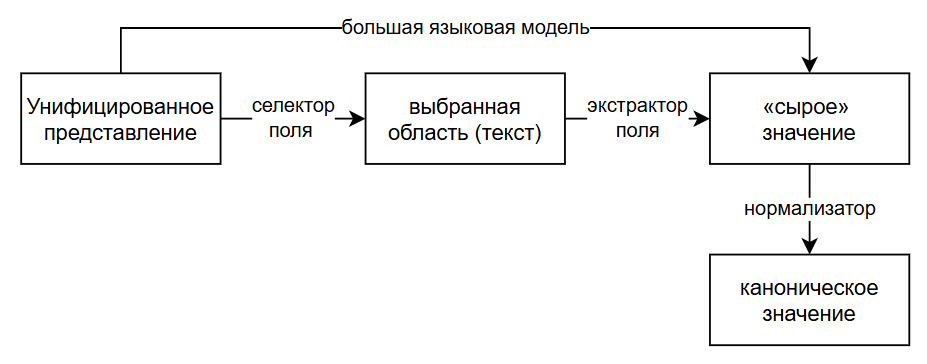 большая языковая модель
Унифицированное
представление
селектор
поля
выбранная
область (текст)
экстрактор
поля
«сырое»
значение
нормализатор
каноническое
значение